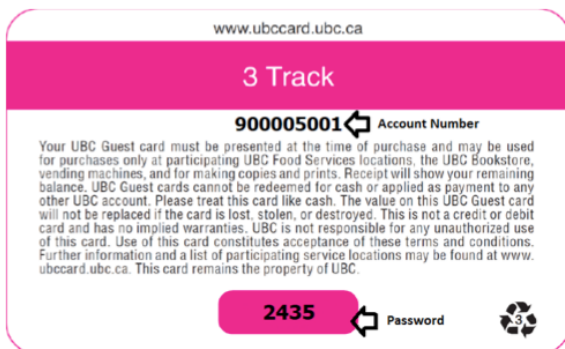 www.ubccard.ubc.ca
3 Track
900005001 Account Number
Your UBC Guest card must be presented at the time of purchase and may be used
for purchases only at participating UBC Food Services locations, the UBC Bookstore,
vending machines, and for making copies and prints. Receipt will show your remaining
balance. UBC Guest cards cannot be redeemed for cash or applied as payment to any
other UBC account. Please treat this card like cash. The value on this UBC Guest card
will not be replaced if the card is lost, stolen, or destroyed. This is not a credit or debit
card and has no implied warranties. UBC is not responsible for any unauthorized use
of this card. Use of this card constitutes acceptance of these terms and conditions.
Further information and a list of participating service locations may be found at www.
ubccard.ubc.ca. This card remains the property of UBC.
2435 Password
3